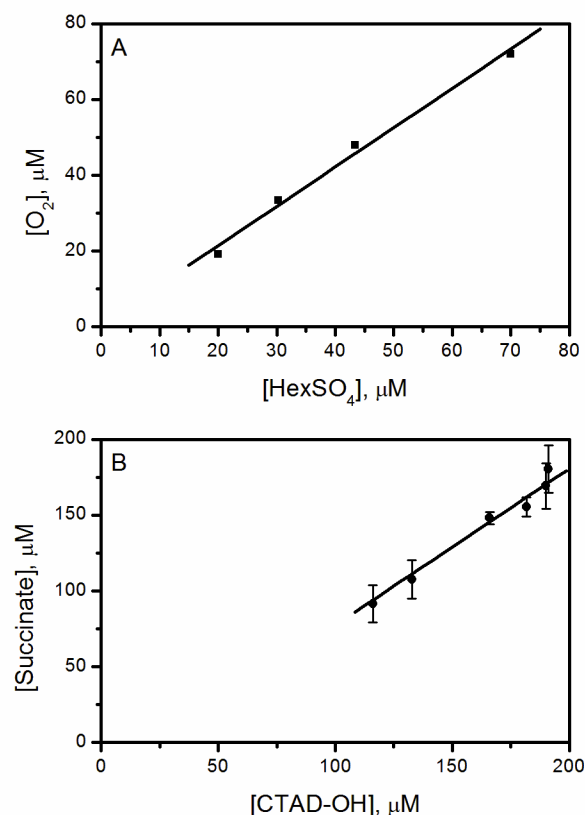 A
80
60
40
20
0
[O₂], μM
0 10 20 30 40 50 60 70 80
[HexSO₄], μM
B
200
150
100
50
0
[Succinate], μM
0 50 100 150 200
[CTAD-OH], μM